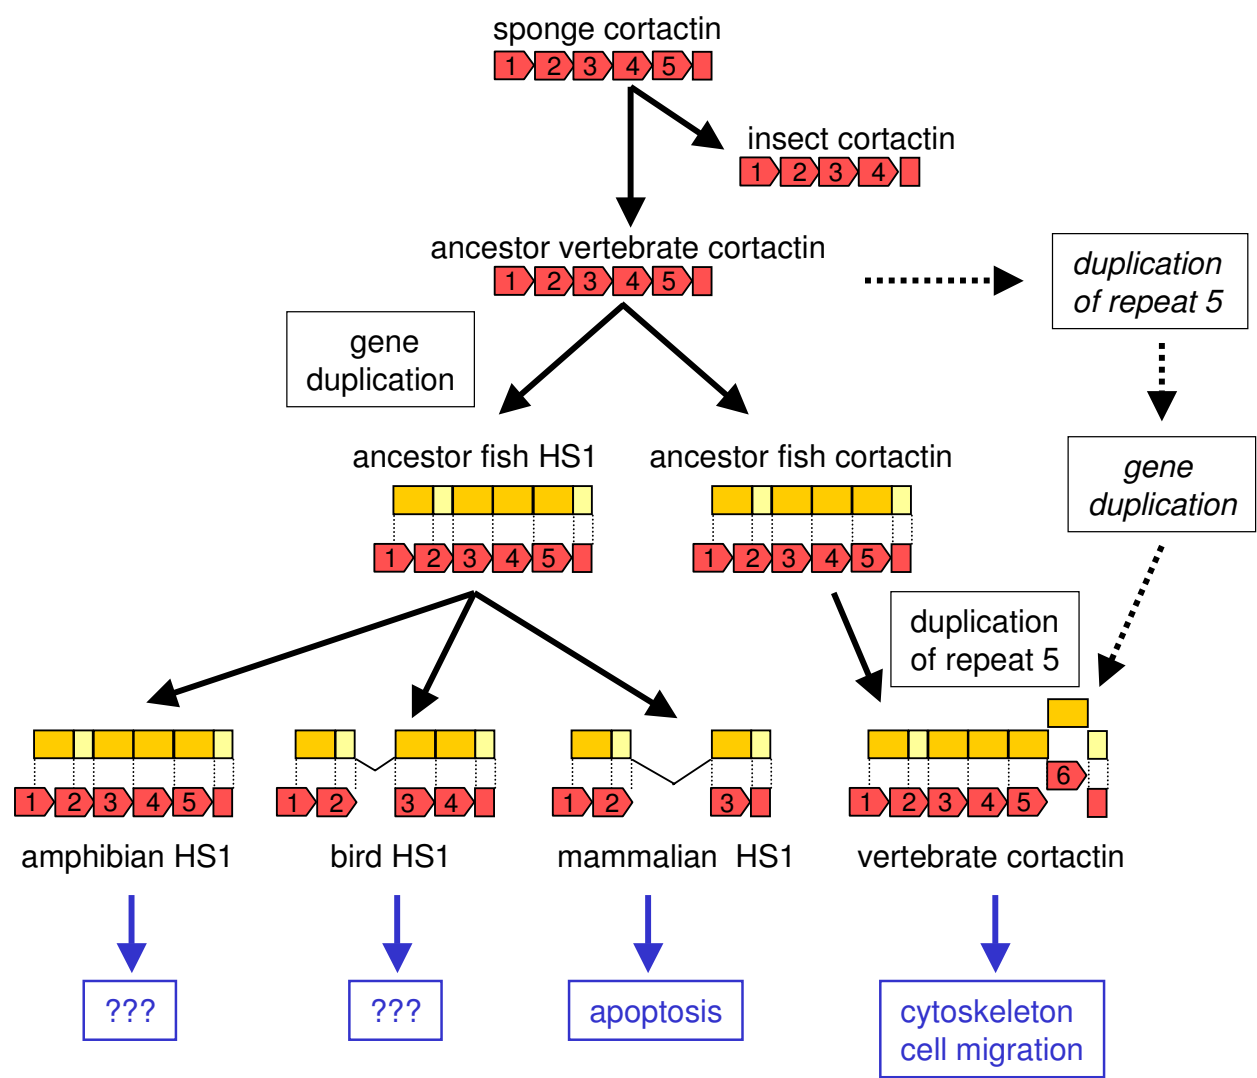 sponge cortactin
1 2 3 4 5
insect cortactin
1 2 3 4
ancestor vertebrate cortactin
1 2 3 4 5
duplication
of repeat 5
gene
duplication
gene
duplication
ancestor fish HS1
1 2 3 4 5
ancestor fish cortactin
1 2 3 4 5
duplication
of repeat 5
1 2 3 4 5
1 2 3 4
1 2 3
1 2 3 4 5 6
amphibian HS1
bird HS1
mammalian HS1
vertebrate cortactin
???
???
apoptosis
cytoskeleton
cell migration